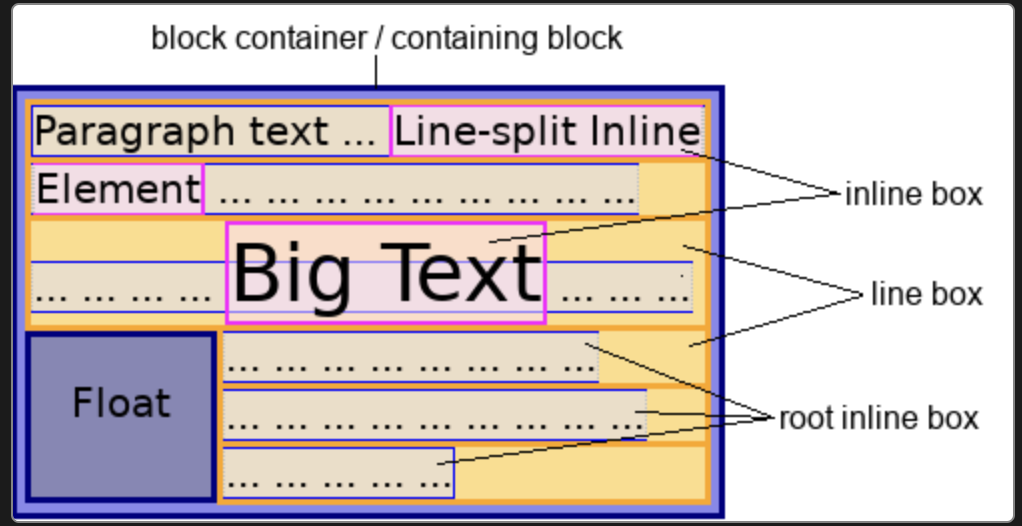 block container / containing block
Paragraph text ... Line-split Inline
Element ... ... ... ... ... ... ... ... ...
inline box
Big Text
... ... ... ... ... ... ...
line box
... ... ... ... ... ... ... ...
Float
... ... ... ... ... ... ... ... ...
root inline box
... ... ... ... ...